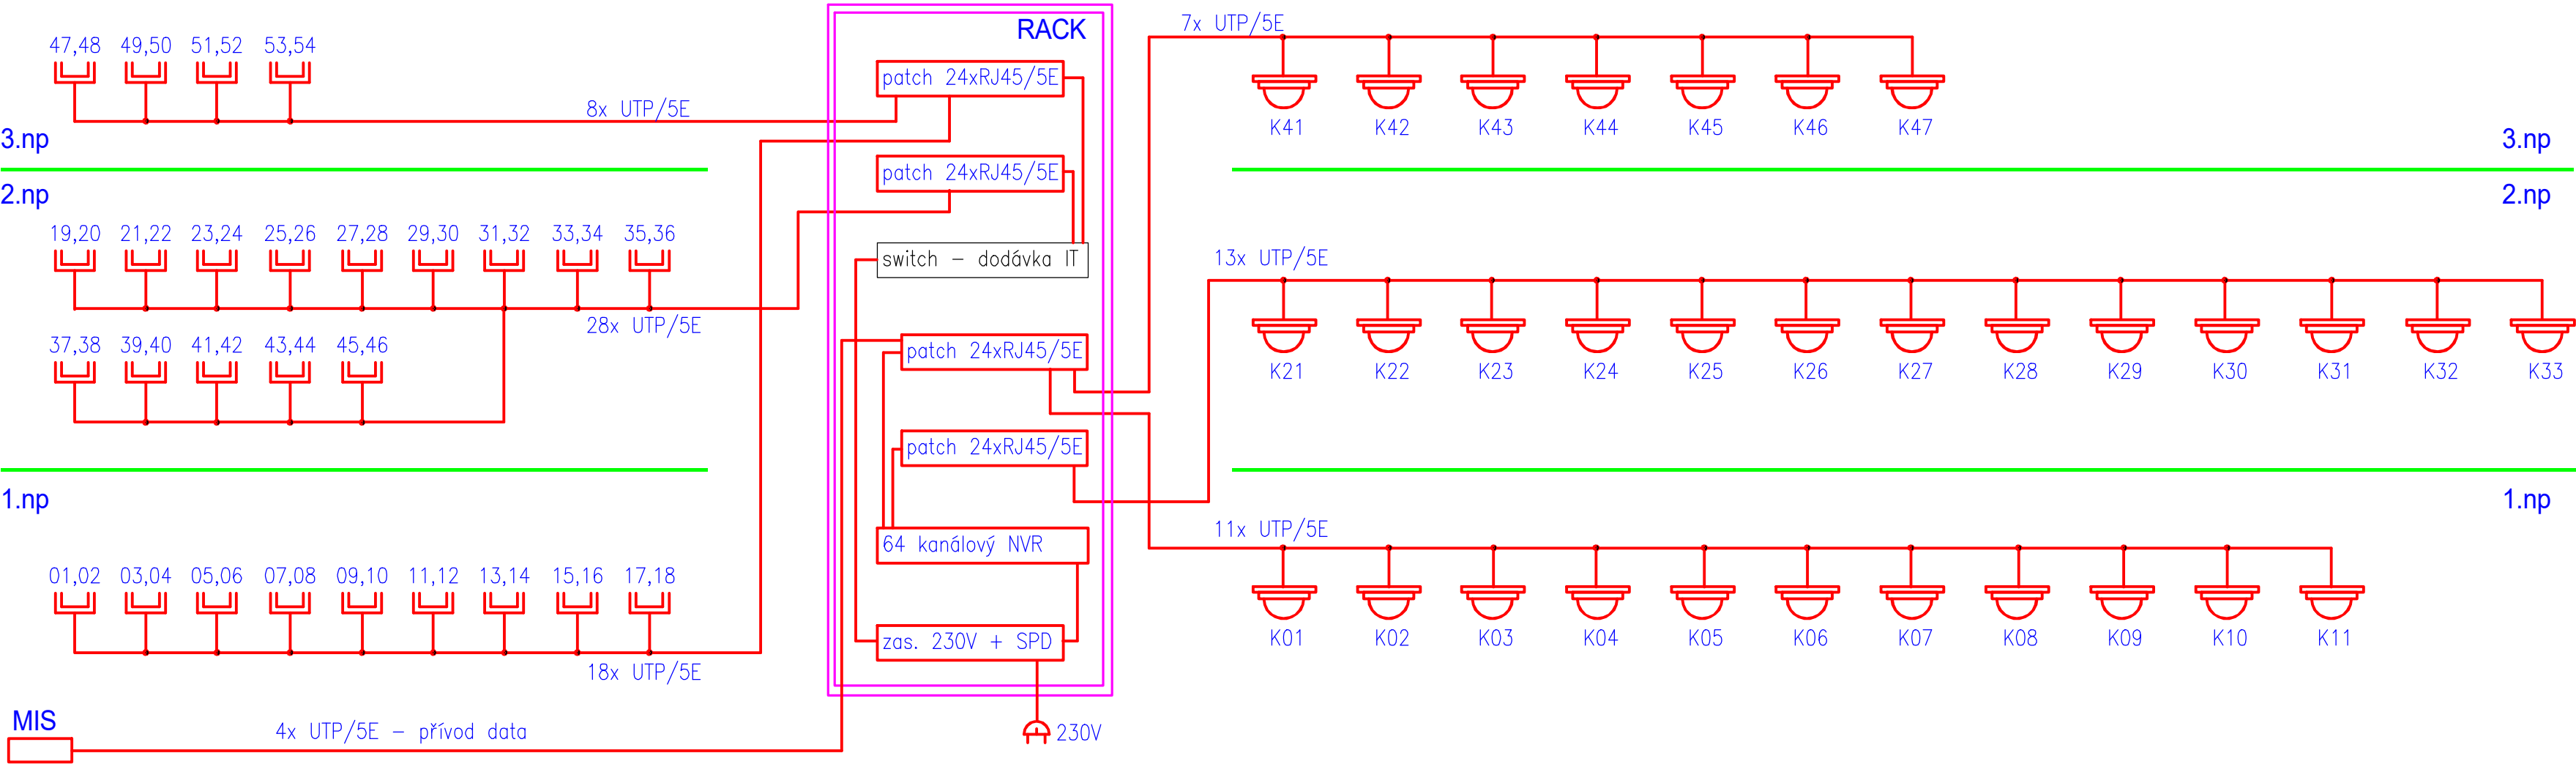 RACK
7x UTP/5E
47,48 49,50 51,52 53,54
patch 24xRJ45/5E
8x UTP/5E
K41 K42 K43 K44 K45 K46 K47
3.np
3.np
patch 24xRJ45/5E
2.np
2.np
19,20 21,22 23,24 25,26 27,28 29,30 31,32 33,34 35,36
switch – dodávka IT
13x UTP/5E
28x UTP/5E
37,38 39,40 41,42 43,44 45,46
patch 24xRJ45/5E
K21 K22 K23 K24 K25 K26 K27 K28 K29 K30 K31 K32 K33
patch 24xRJ45/5E
1.np
1.np
11x UTP/5E
64 kanálový NVR
01,02 03,04 05,06 07,08 09,10 11,12 13,14 15,16 17,18
zas. 230V + SPD
K01 K02 K03 K04 K05 K06 K07 K08 K09 K10 K11
18x UTP/5E
MIS
4x UTP/5E – přívod data
230V